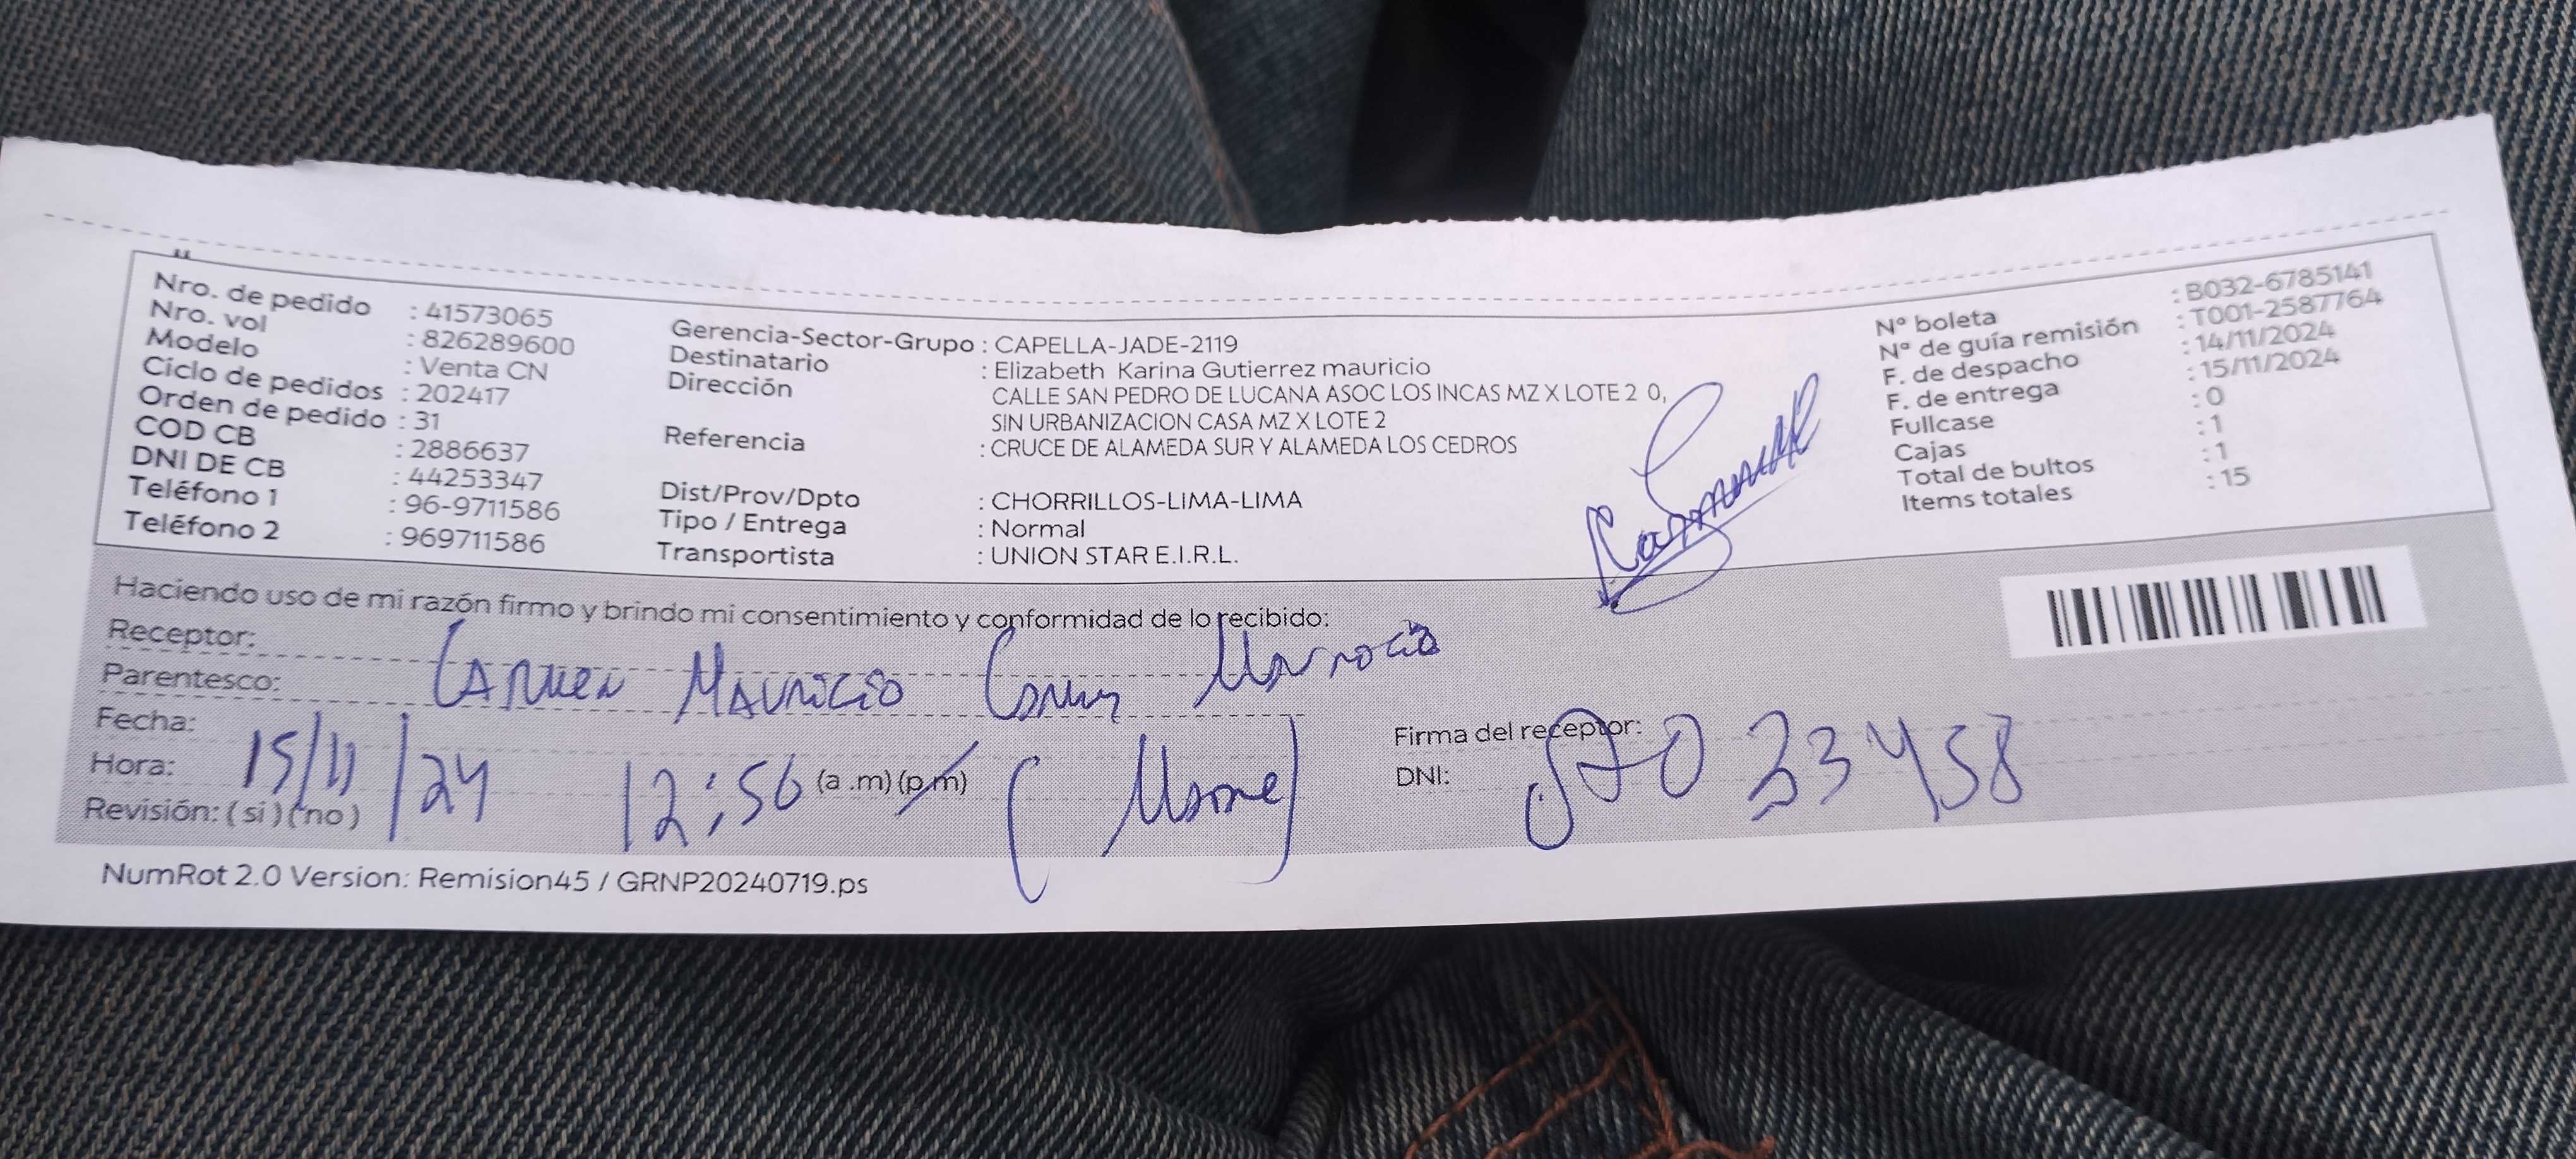 Nro. de pedido : 41573065
Nro. vol : 826289600
Modelo : Venta CN
Ciclo de pedidos : 202417
Orden de pedido : 31
COD CB : 2886637
DNI DE CB : 44253347
Teléfono 1 : 96-9711586
Teléfono 2 : 969711586
Gerencia-Sector-Grupo : CAPELLA-JADE-2119
Destinatario : Elizabeth Karina Gutierrez mauricio
Dirección CALLE SAN PEDRO DE LUCANA ASOC LOS INCAS MZ X LOTE 2 0,
SIN URBANIZACION CASA MZ X LOTE 2
Referencia : CRUCE DE ALAMEDA SUR Y ALAMEDA LOS CEDROS
Dist/Prov/Dpto : CHORRILLOS-LIMA-LIMA
Tipo / Entrega : Normal
Transportista : UNION STAR E.I.R.L.
Nº boleta : B032-6785141
Nº de guía remisión : T001-2587764
F. de despacho : 14/11/2024
F. de entrega : 15/11/2024
Fullcase : 0
Cajas : 1
Total de bultos : 1
Items totales : 15
Haciendo uso de mi razón firmo y brindo mi consentimiento y conformidad de lo recibido:
Receptor:
Parentesco: Carmen Mauricio
Fecha: 15/11/24
Hora: 12:56 (a .m) (p.m)
Revisión: ( si ) ( no )
Firma del receptor:
DNI:
NumRot 2.0 Version: Remision45 / GRNP20240719.ps